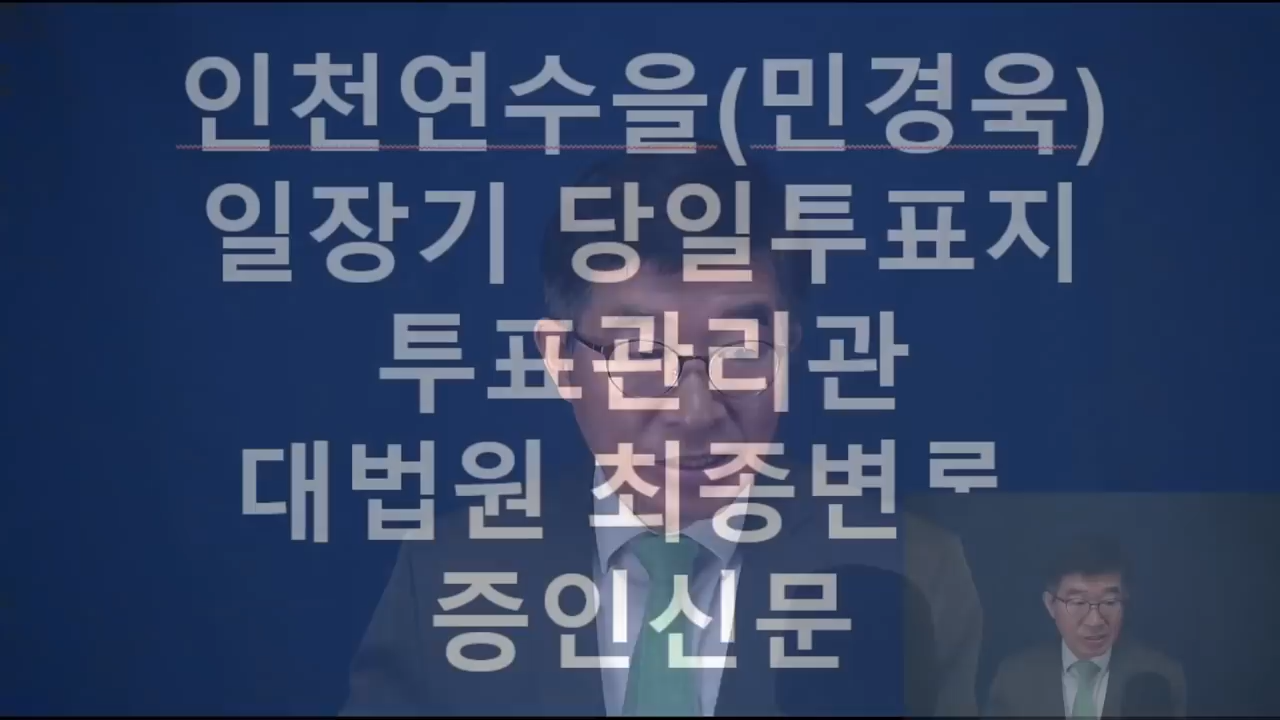 인천연수을(민경욱)
일장기 당일투표지
투표관리관
대법원 최종변론
증인신문